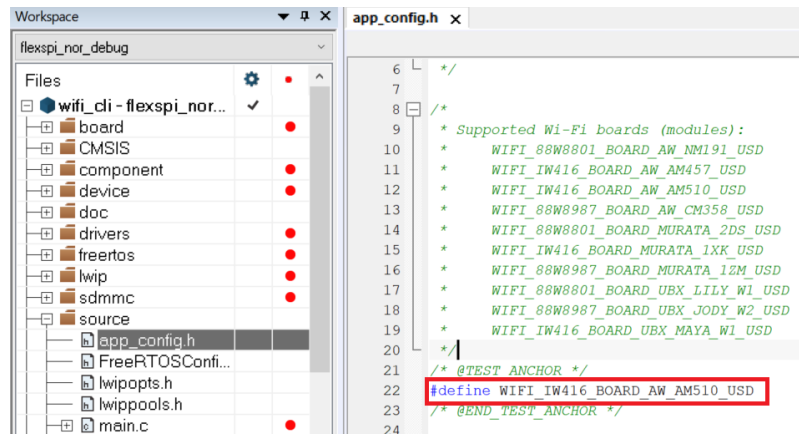 Workspace
flexspi_nor_debug
Files
wifi_cli - flexspi_nor...
board
CMSIS
component
device
doc
drivers
freertos
lwip
sdmmc
source
app_config.h
FreeRTOSConfi...
lwipopts.h
lwippools.h
main.c
app_config.h
6 */
7
8 /*
9 * Supported Wi-Fi boards (modules):
10 * WIFI_88W8801_BOARD_AW_NM191_USD
11 * WIFI_IW416_BOARD_AW_AM457_USD
12 * WIFI_IW416_BOARD_AW_AM510_USD
13 * WIFI_88W8987_BOARD_AW_CM358_USD
14 * WIFI_88W8801_BOARD_MURATA_2DS_USD
15 * WIFI_IW416_BOARD_MURATA_1XK_USD
16 * WIFI_88W8987_BOARD_MURATA_1ZM_USD
17 * WIFI_88W8801_BOARD_UBX_LILY_W1_USD
18 * WIFI_88W8987_BOARD_UBX_JODY_W2_USD
19 * WIFI_IW416_BOARD_UBX_MAYA_W1_USD
20 */
21 /* @TEST_ANCHOR */
22 #define WIFI_IW416_BOARD_AW_AM510_USD
23 /* @END_TEST_ANCHOR */
24